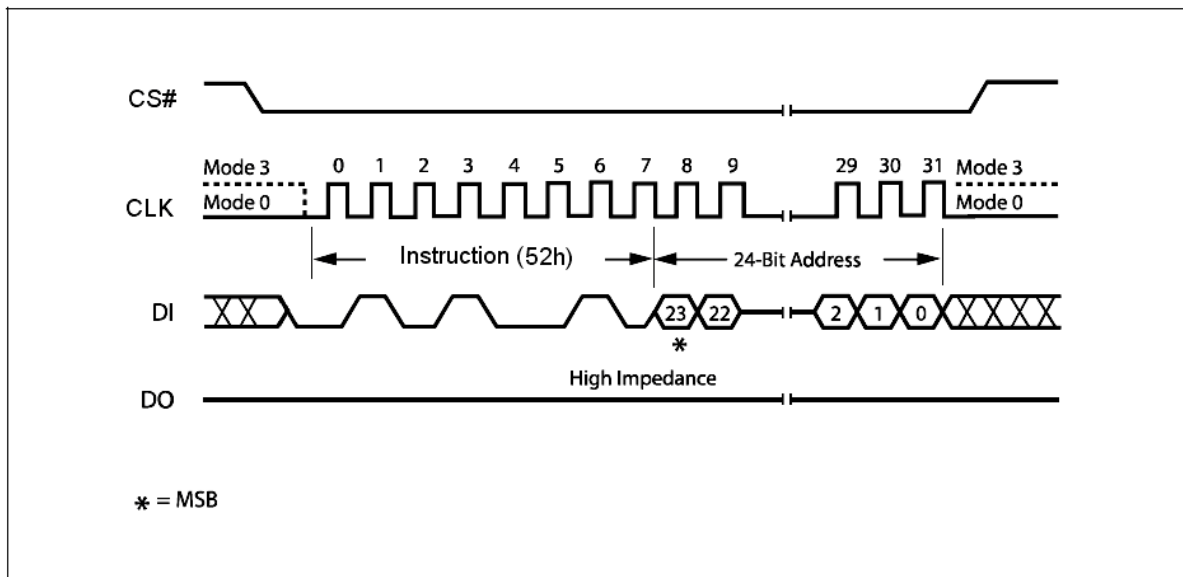 CS#
Mode 3 0 1 2 3 4 5 6 7 8 9 29 30 31 Mode 3
CLK Mode 0 Mode 0
Instruction (52h) 24-Bit Address
DI 23 22 2 1 0
*
High Impedance
DO
* = MSB